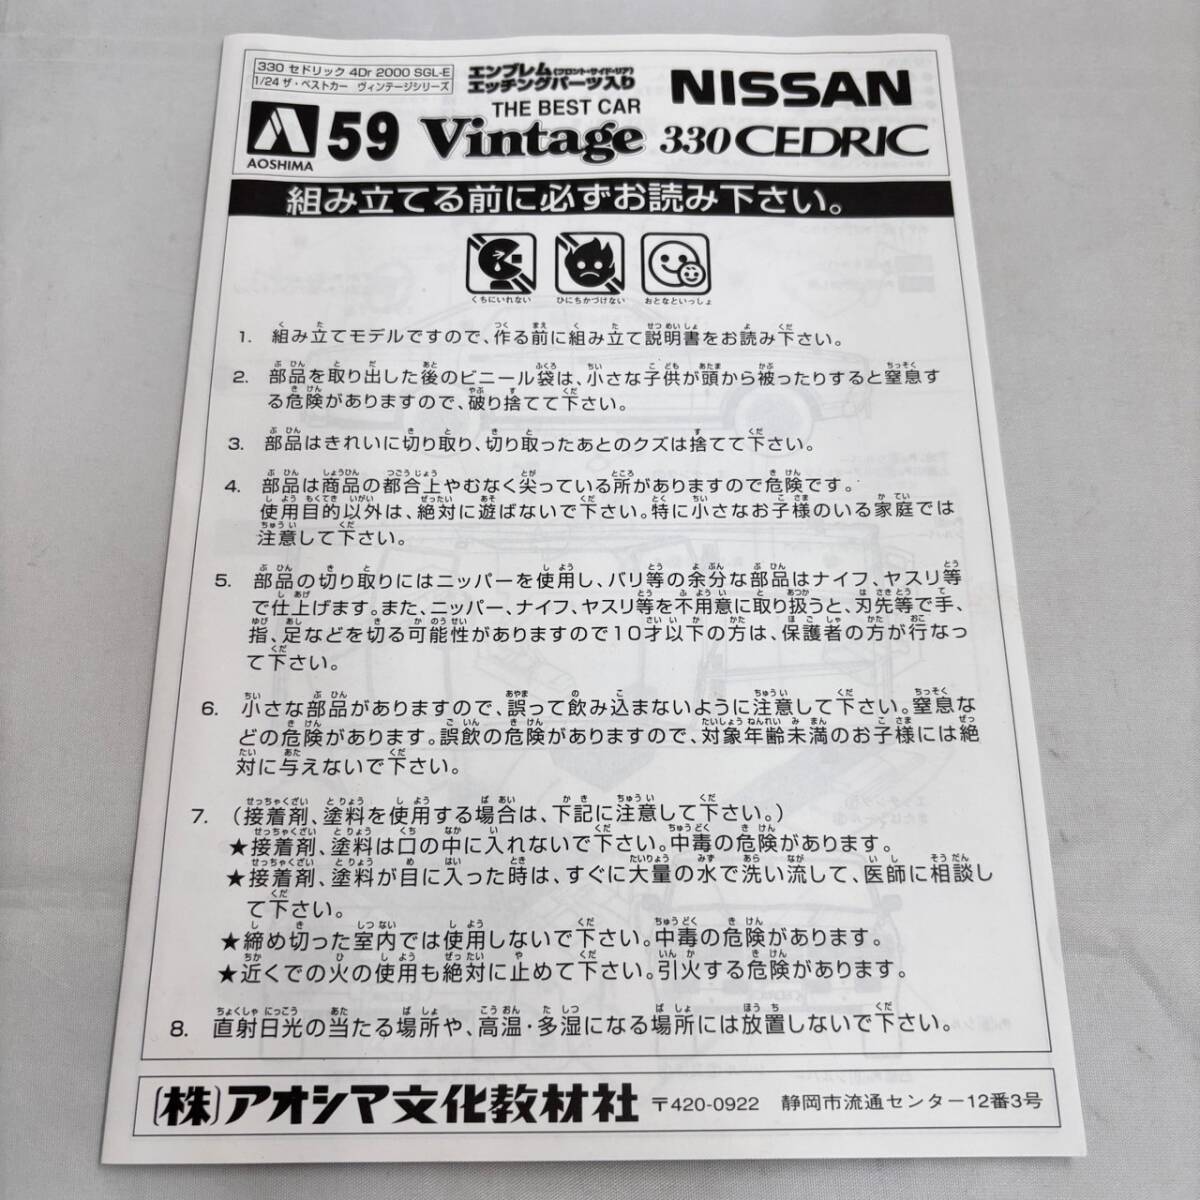 330 セドリック 4Dr 2000 SGL-E
1/24 ザ・ベストカー ヴィンテージシリーズ
エンブレム(フロント・サイド・リア)
エッチングパーツ入り
NISSAN
AOSHIMA
59
THE BEST CAR
Vintage 330 CEDRIC
組み立てる前に必ずお読み下さい。
くちにいれない ひにちかづけない おとなといっしょ
1. 組み立てモデルですので、作る前に組み立て説明書をお読み下さい。
2. 部品を取り出した後のビニール袋は、小さな子供が頭から被ったりすると窒息す
る危険がありますので、破り捨てて下さい。
3. 部品はきれいに切り取り、切り取ったあとのクズは捨てて下さい。
4. 部品は商品の都合上やむなく尖っている所がありますので危険です。
使用目的以外は、絶対に遊ばないで下さい。特に小さなお子様のいる家庭では
注意して下さい。
5. 部品の切り取りにはニッパーを使用し、バリ等の余分な部品はナイフ、ヤスリ等
で仕上げます。また、ニッパー、ナイフ、ヤスリ等を不用意に取り扱うと、刃先等で手、
指、足などを切る可能性がありますので10才以下の方は、保護者の方が行なっ
て下さい。
6. 小さな部品がありますので、誤って飲み込まないように注意して下さい。窒息な
どの危険があります。誤飲の危険がありますので、対象年齢未満のお子様には絶
対に与えないで下さい。
7. (接着剤、塗料を使用する場合は、下記に注意して下さい。)
★接着剤、塗料は口の中に入れないで下さい。中毒の危険があります。
★接着剤、塗料が目に入った時は、すぐに大量の水で洗い流して、医師に相談し
て下さい。
★締め切った室内では使用しないで下さい。中毒の危険があります。
★近くでの火の使用も絶対に止めて下さい。引火する危険があります。
8. 直射日光の当たる場所や、高温・多湿になる場所には放置しないで下さい。
(株)アオシマ文化教材社 〒420-0922 静岡市流通センター12番3号